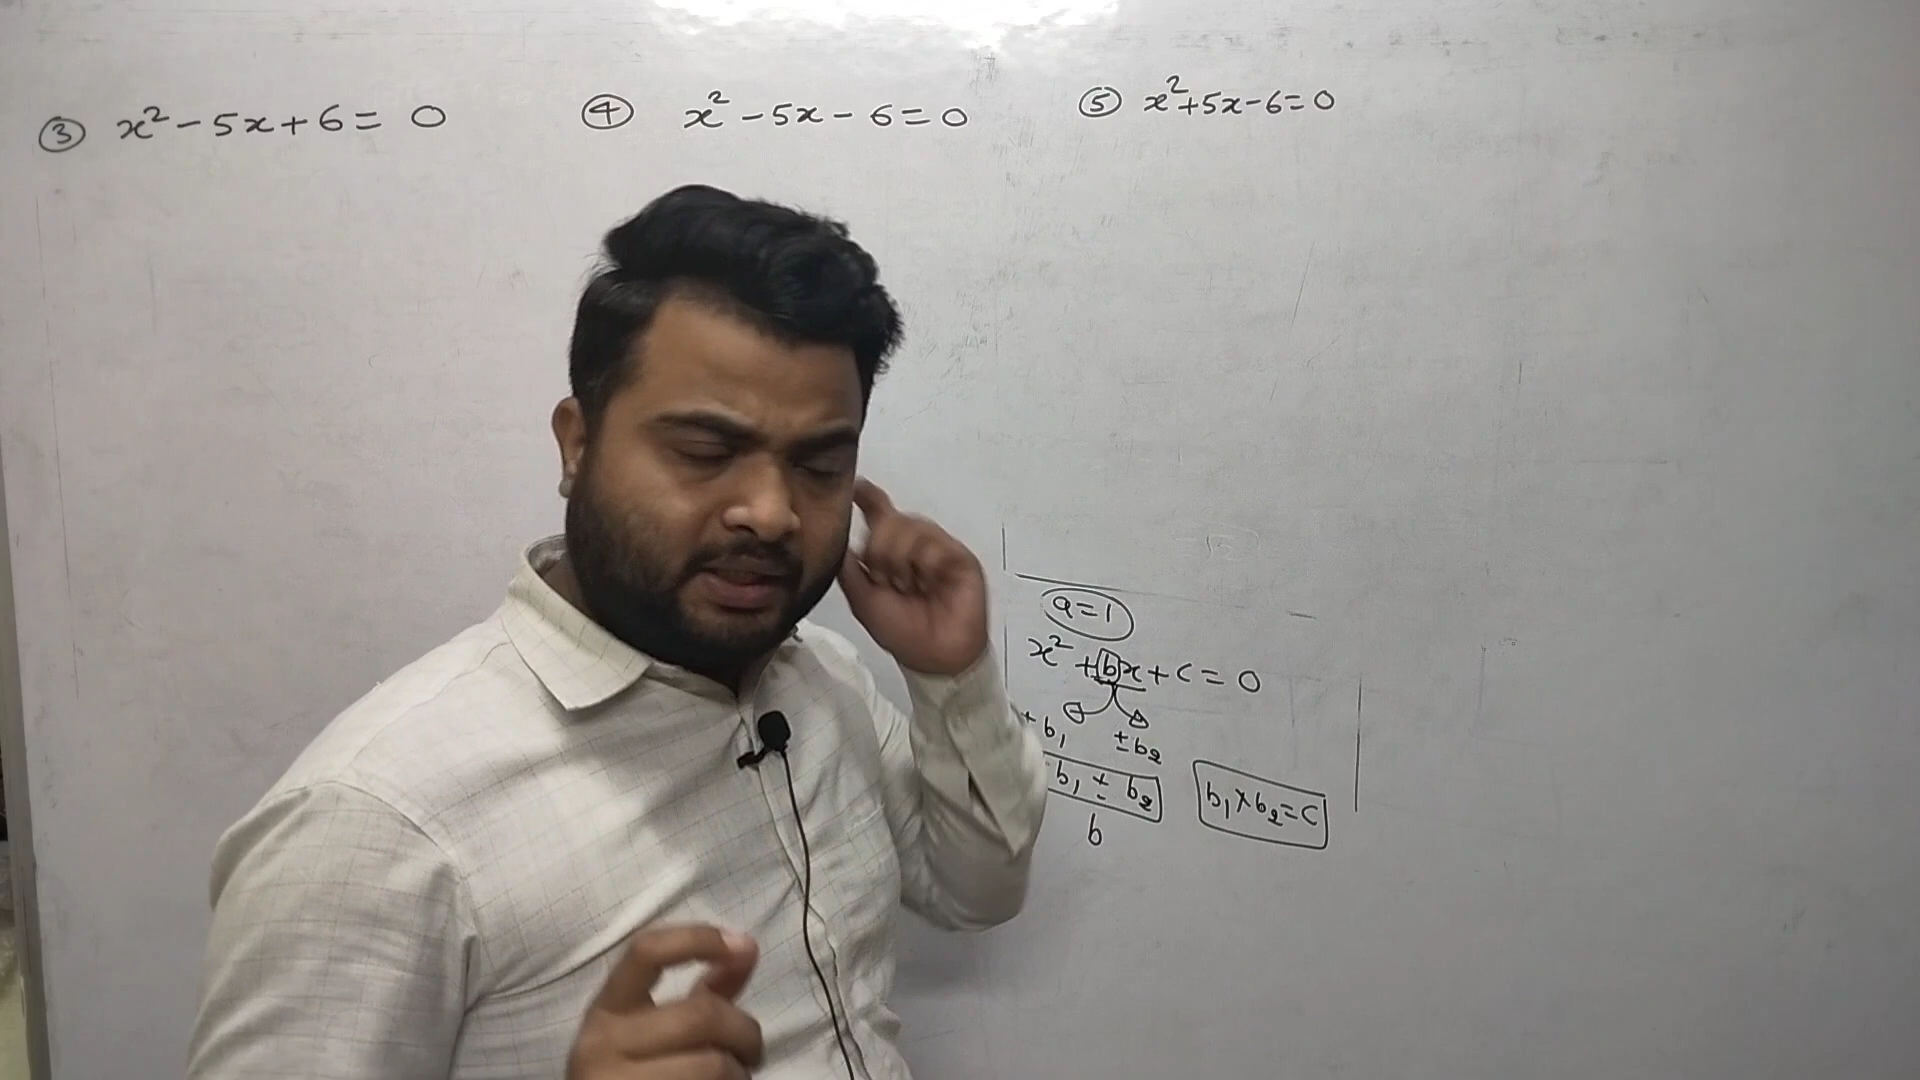 ③ x² - 5x + 6 = 0
④ x² - 5x - 6 = 0
⑤ x² + 5x - 6 = 0
a = 1
x² + bx + c = 0
+ b₁ ± b₂
b₁ ± b₂
b
b₁ × b₂ = c